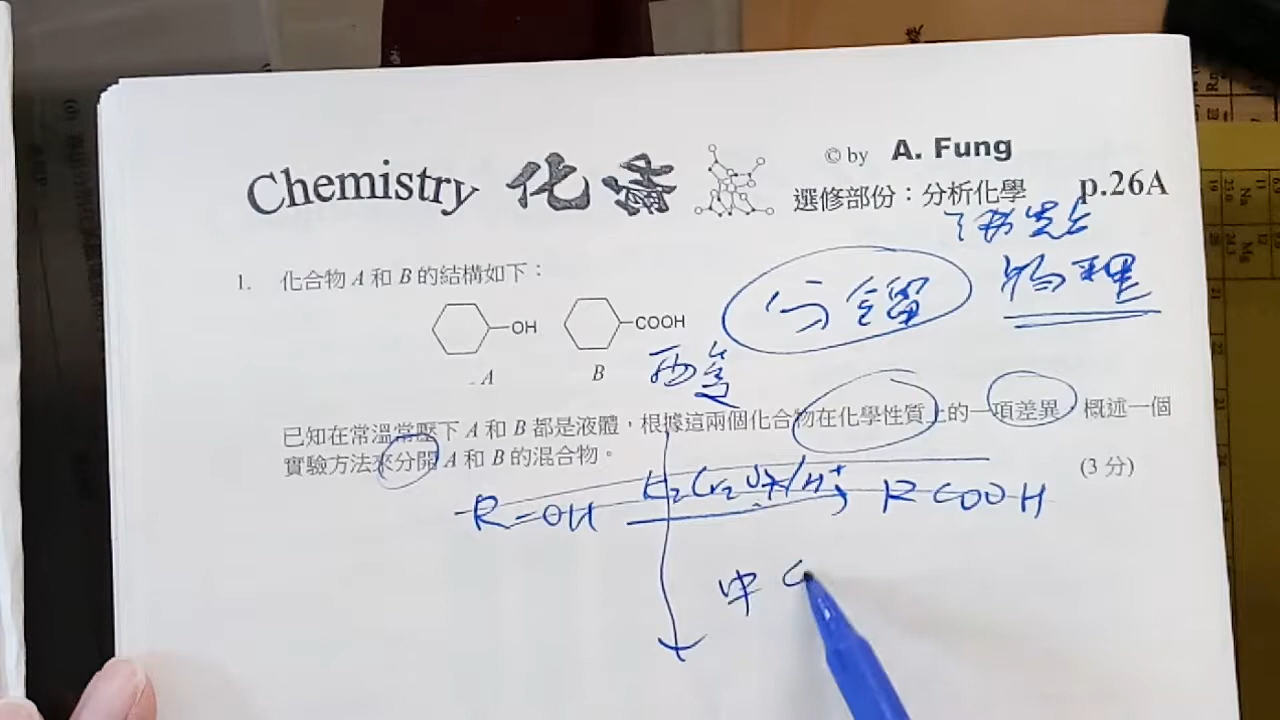 Chemistry 化濤
© by A. Fung
選修部份：分析化學 p.26A
沸點
物理
分餾
1. 化合物 A 和 B 的結構如下：
OH COOH
A B
已知在常溫常壓下 A 和 B 都是液體，根據這兩個化合物在化學性質上的一項差異，概述一個
實驗方法來分開 A 和 B 的混合物。 (3 分)
R-OH K₂Cr₂O₇/H⁺ RCOOH
中